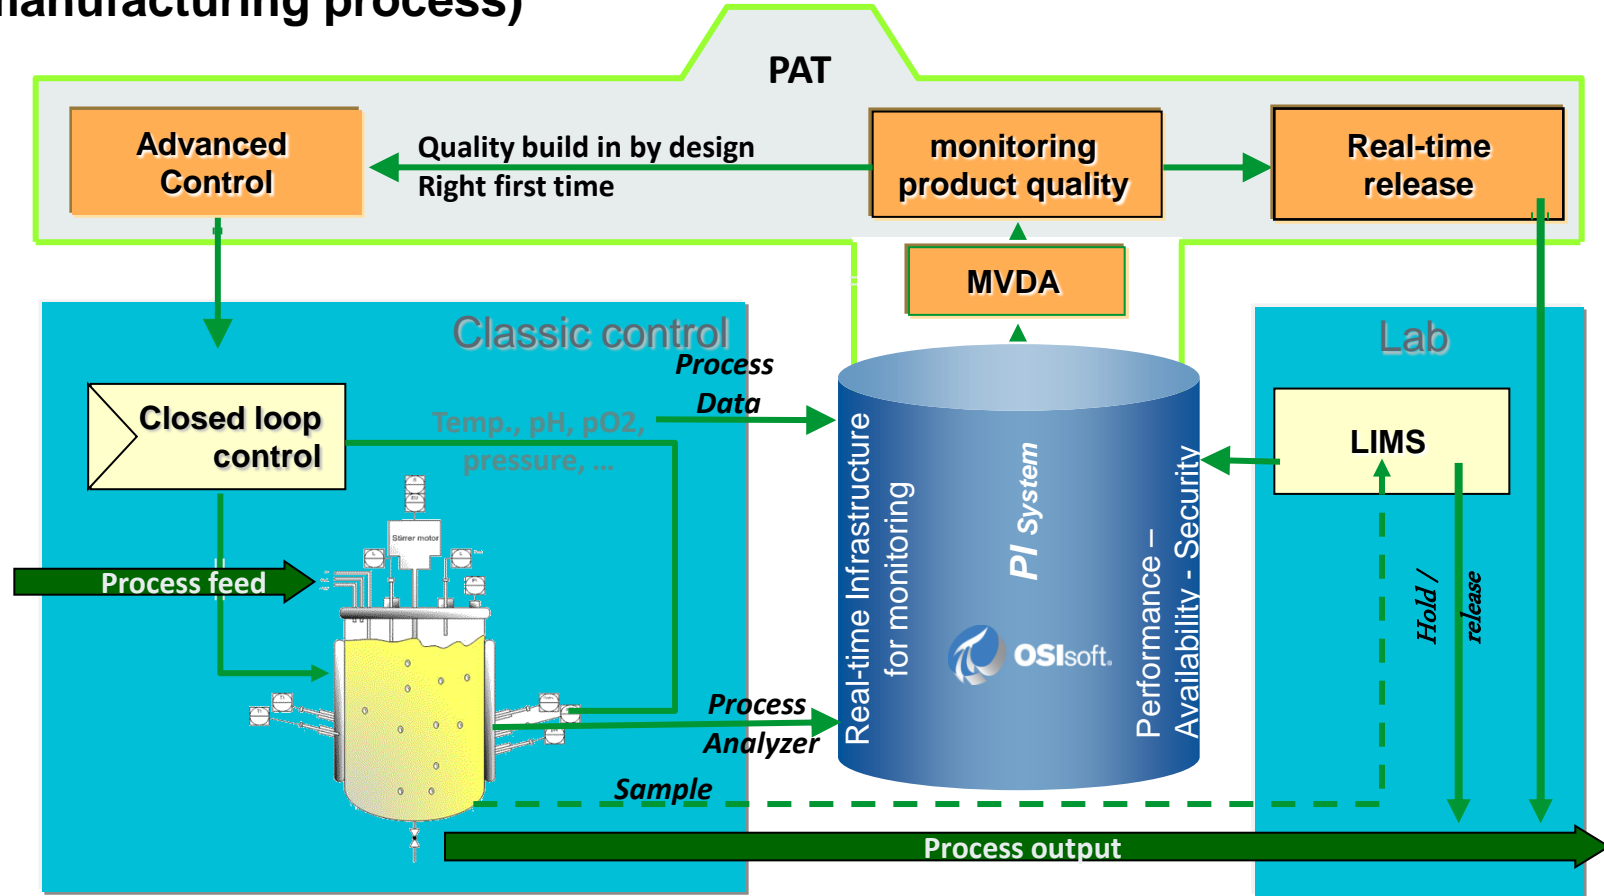 manufacturing process)
PAT
Advanced
Control
Quality build in by design
Right first time
monitoring
product quality
Real-time
release
MVDA
Classic control
Process
Data
Lab
Closed loop
control
Temp., pH, pO2,
pressure, ...
LIMS
Stirrer motor
Process feed
Real-time Infrastructure
for monitoring
PI System
OSIsoft.
Performance –
Availability - Security
Hold /
release
Process
Analyzer
Sample
Process output